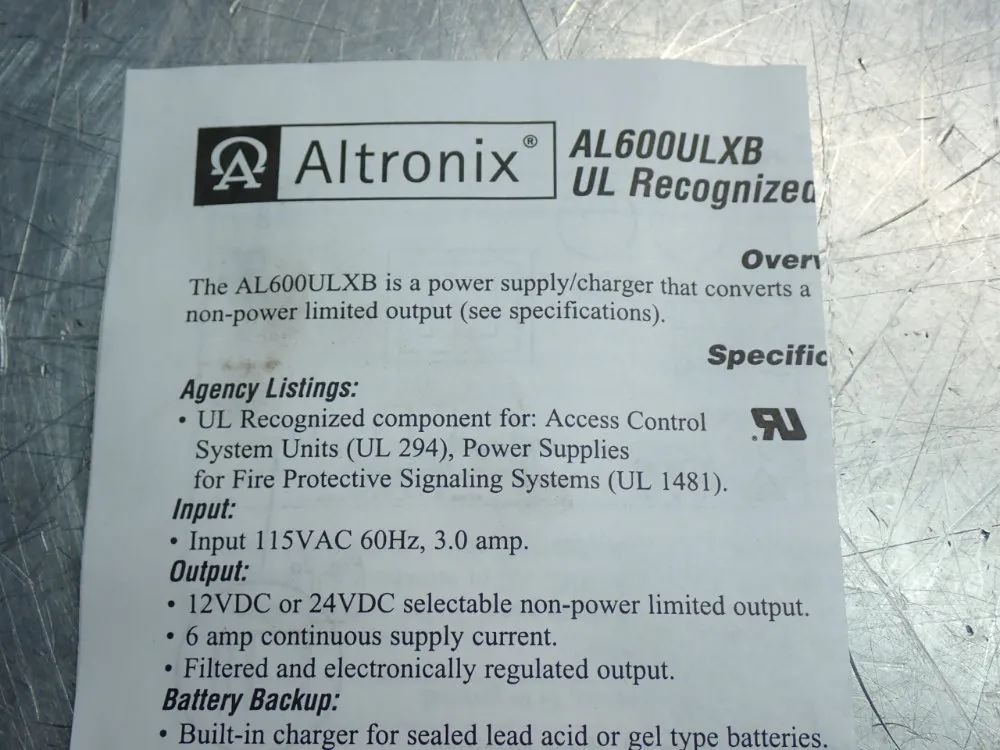 Altronix®
AL600ULXB
UL Recognized
The AL600ULXB is a power supply/charger that converts a
non-power limited output (see specifications).
Agency Listings:
• UL Recognized component for: Access Control
System Units (UL 294), Power Supplies
for Fire Protective Signaling Systems (UL 1481).
Input:
• Input 115VAC 60Hz, 3.0 amp.
Output:
• 12VDC or 24VDC selectable non-power limited output.
• 6 amp continuous supply current.
• Filtered and electronically regulated output.
Battery Backup:
• Built-in charger for sealed lead acid or gel type batteries.